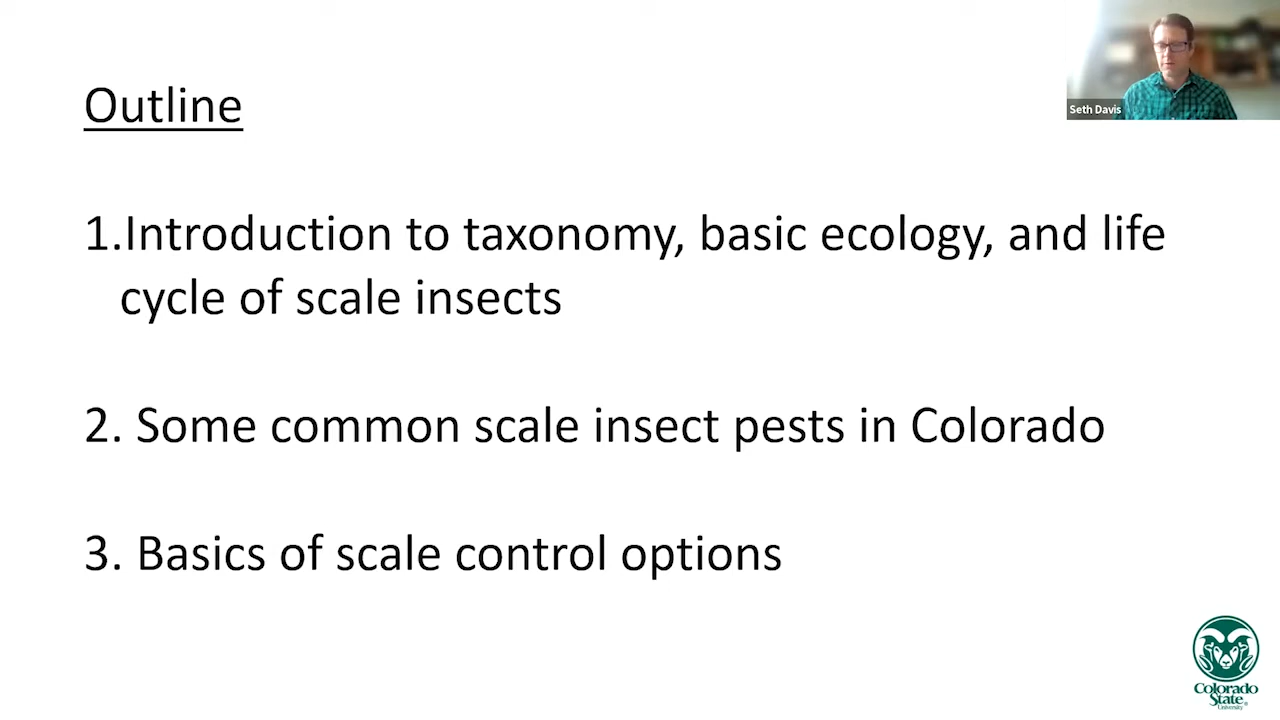 Seth Davis
Outline
1.Introduction to taxonomy, basic ecology, and life
cycle of scale insects
2. Some common scale insect pests in Colorado
3. Basics of scale control options
Colorado
State
University